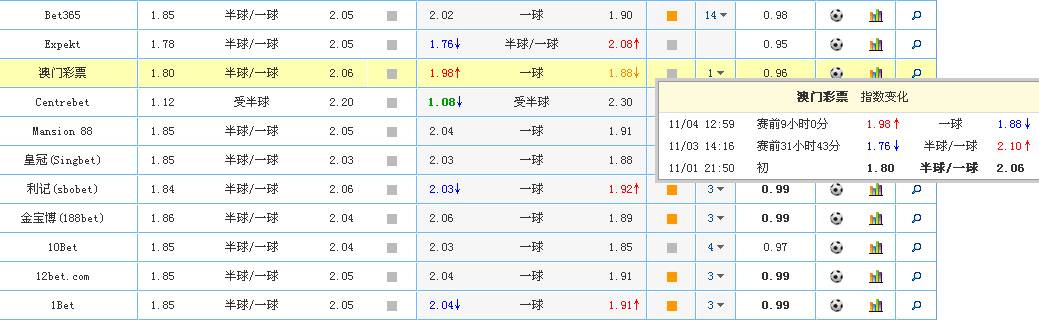 Bet365 1.85 半球/一球 2.05 2.02 一球 1.90 14 0.98
Expekt 1.78 半球/一球 2.05 1.76↓ 半球/一球 2.08↑ 0.95
澳门彩票 1.80 半球/一球 2.06 1.98↑ 一球 1.88↓ 1 0.96
Centrebet 1.12 受半球 2.20 1.08↓ 受半球 2.30
澳门彩票 指数变化
Mansion 88 1.85 半球/一球 2.05 2.04 一球 1.91
11/04 12:59 赛前9小时0分 1.98↑ 一球 1.88↓
皇冠(Singbet) 1.85 半球/一球 2.05 2.03 一球 1.88
11/03 14:16 赛前31小时43分 1.76↓ 半球/一球 2.10↑
11/01 21:50 初 1.80 半球/一球 2.06
利记(sbobet) 1.84 半球/一球 2.06 2.03↓ 一球 1.92↑ 3 0.99
金宝博(188bet) 1.86 半球/一球 2.04 2.06 一球 1.89 3 0.99
10Bet 1.85 半球/一球 2.04 2.03 一球 1.85 4 0.97
12bet.com 1.85 半球/一球 2.05 2.04 一球 1.91 3 0.99
1Bet 1.85 半球/一球 2.05 2.04↓ 一球 1.91↑ 3 0.99